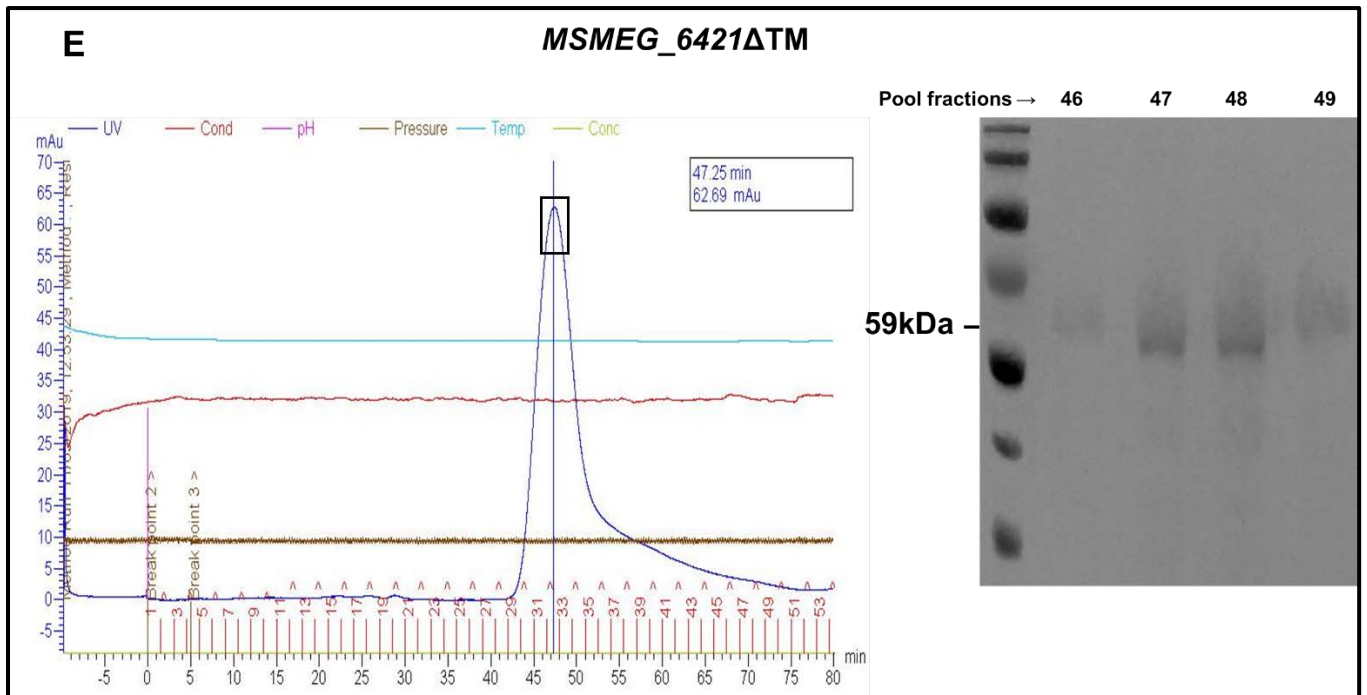 E
MSMEG_6421ΔTM
Pool fractions → 46 47 48 49
UV Cond pH Pressure Temp Conc
mAu
70
65
60
55
50
45
40
35
30
25
20
15
10
5
0
-5
47.25 min
62.69 mAu
59kDa
Break point 2 >
Break point 3 >
1 3 5 7 9 11 13 15 17 19 21 23 25 27 29 31 33 35 37 39 41 43 45 47 49 51 53
-5 0 5 10 15 20 25 30 35 40 45 50 55 60 65 70 75 80 min